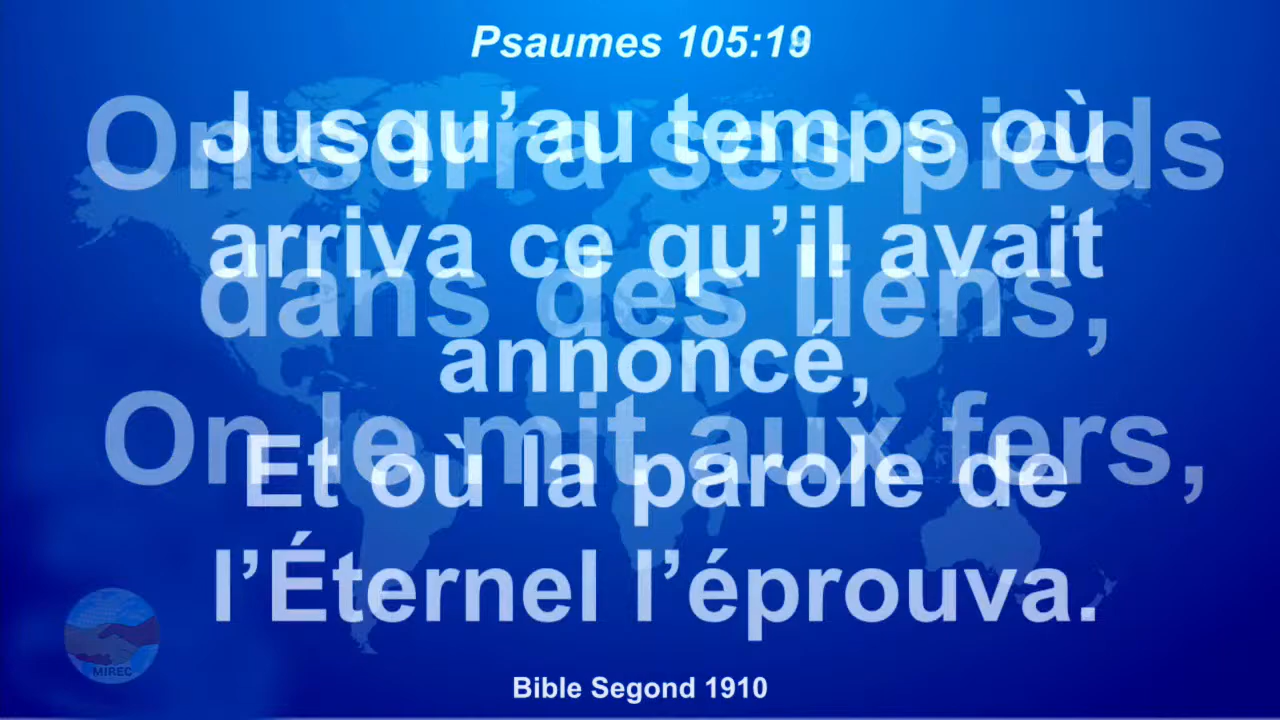 Psaumes 105:19
Jusqu’au temps où
arriva ce qu’il avait
annoncé,
Et où la parole de
l’Éternel l’éprouva.
On serra ses pieds
dans des liens,
On le mit aux fers,
MIREC
Bible Segond 1910